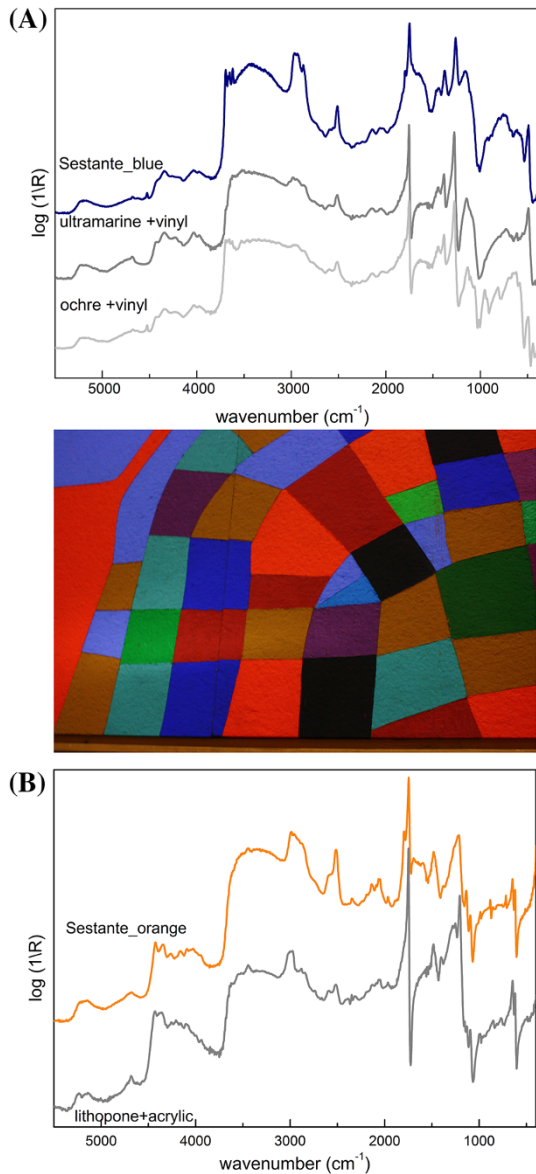 (A)
log (1\R)
Sestante_blue
ultramarine +vinyl
ochre +vinyl
5000 4000 3000 2000 1000
wavenumber (cm-1)
(B)
log (1\R)
Sestante_orange
lithopone+acrylic
5000 4000 3000 2000 1000
wavenumber (cm-1)